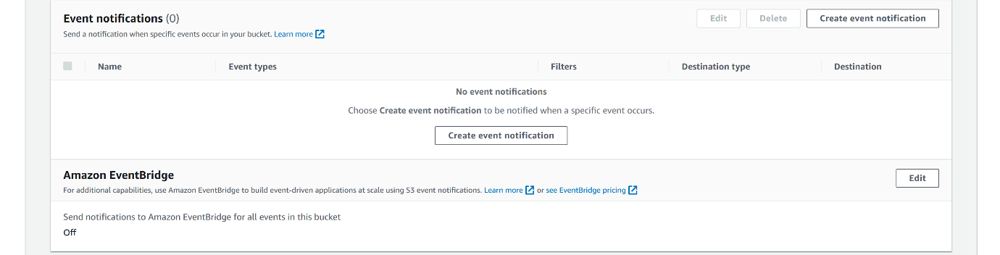 Event notifications (0)
Edit
Delete
Create event notification
Send a notification when specific events occur in your bucket. Learn more
Name
Event types
Filters
Destination type
Destination
No event notifications
Choose Create event notification to be notified when a specific event occurs.
Create event notification
Amazon EventBridge
Edit
For additional capabilities, use Amazon EventBridge to build event-driven applications at scale using S3 event notifications. Learn more or see EventBridge pricing
Send notifications to Amazon EventBridge for all events in this bucket
Off